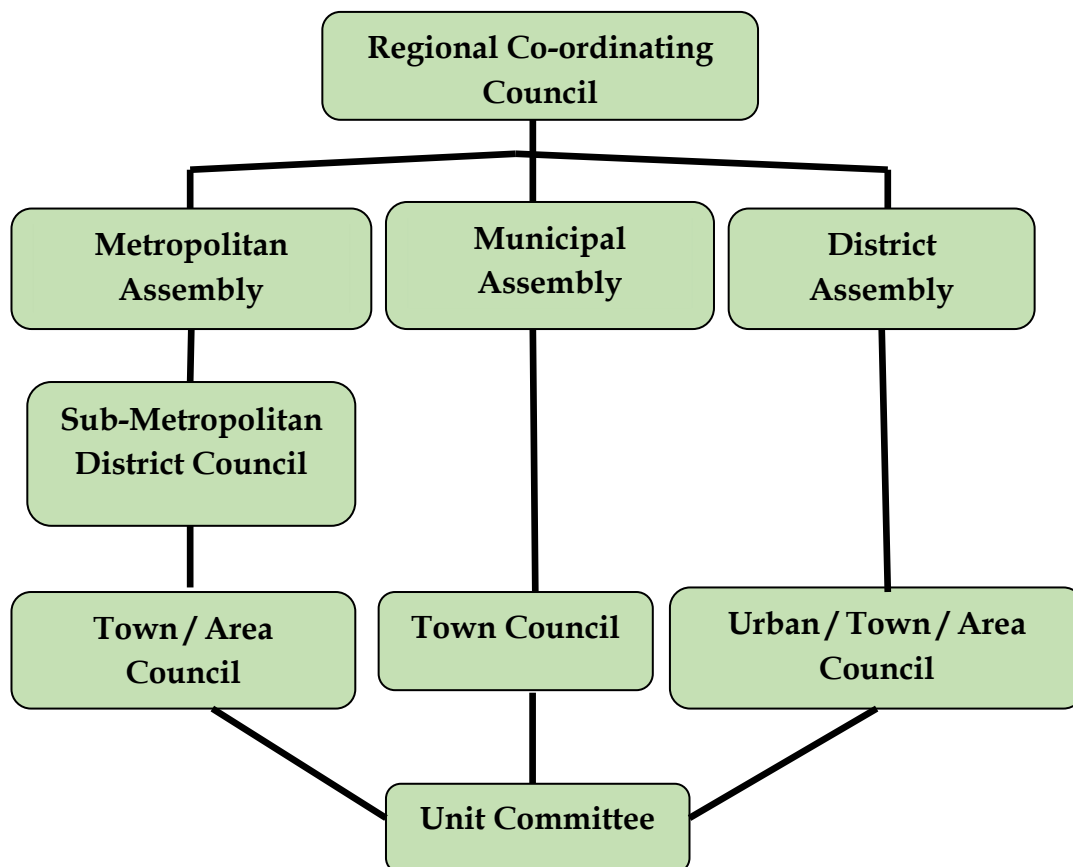 Regional Co-ordinating
Council
Metropolitan
Assembly
Municipal
Assembly
District
Assembly
Sub-Metropolitan
District Council
Town / Area
Council
Town Council
Urban / Town / Area
Council
Unit Committee